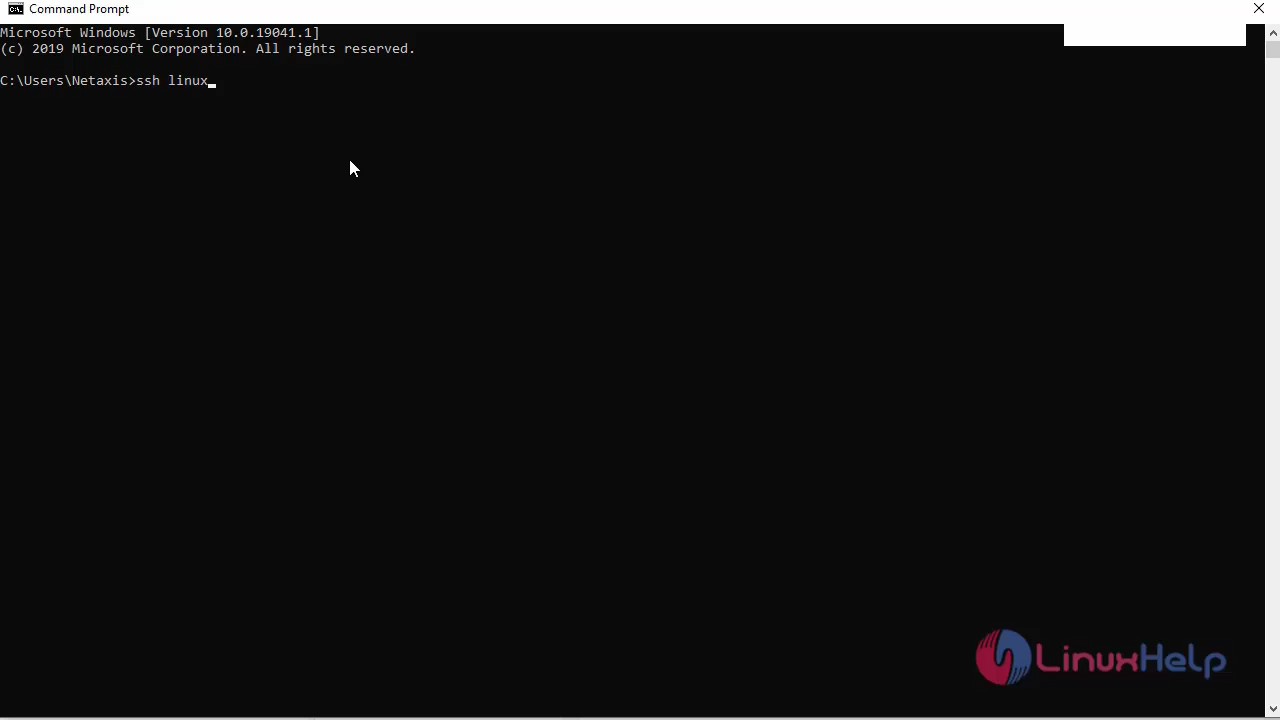 Command Prompt
Microsoft Windows [Version 10.0.19041.1]
(c) 2019 Microsoft Corporation. All rights reserved.
C:\Users\Netaxis>ssh linux
LinuxHelp